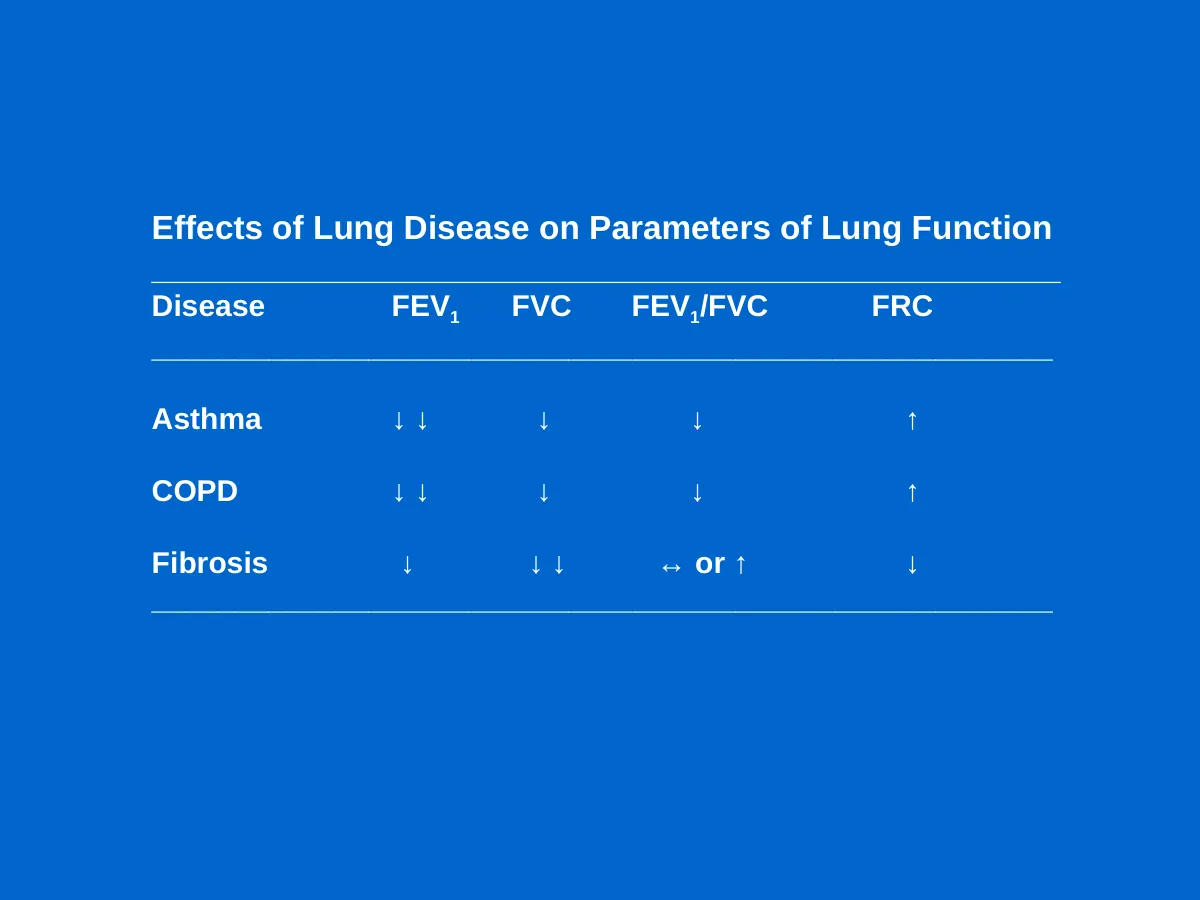 Effects of Lung Disease on Parameters of Lung Function
Disease FEV₁ FVC FEV₁/FVC FRC
Asthma ↓ ↓ ↓ ↓ ↑
COPD ↓ ↓ ↓ ↓ ↑
Fibrosis ↓ ↓ ↓ ↔ or ↑ ↓